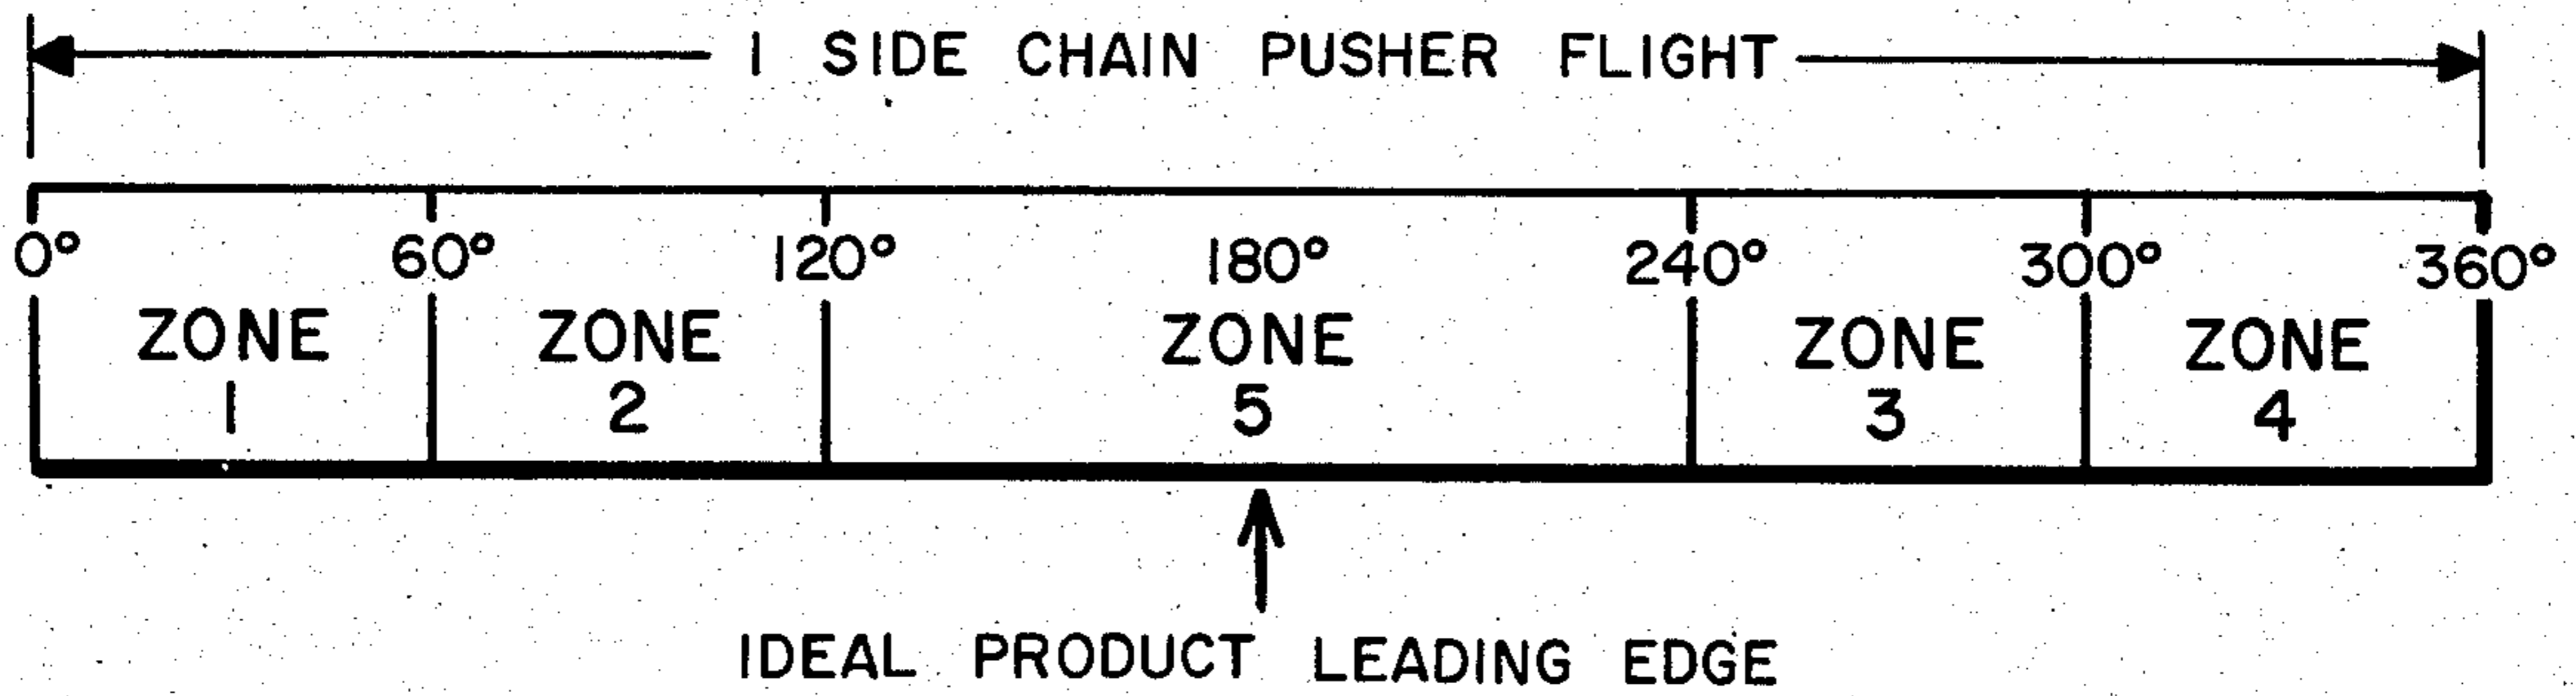 1 SIDE CHAIN PUSHER FLIGHT
0° 60° 120° 180° 240° 300° 360°
ZONE ZONE ZONE ZONE ZONE
1 2 5 3 4
IDEAL PRODUCT LEADING EDGE